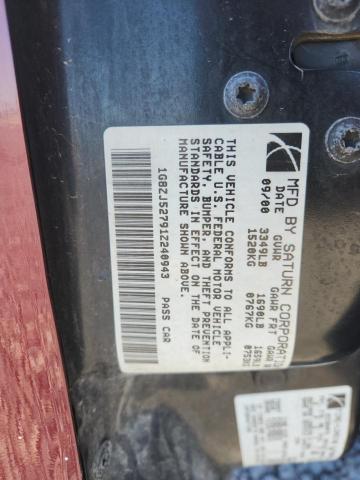 MFD BY SATURN CORPORATION
DATE GVWR GAWR FRT GAWR
09/00 3349LB 1690LB 1659
1520KG 0767KG
THIS VEHICLE CONFORMS TO ALL APPLI-
CABLE U.S. FEDERAL MOTOR VEHICLE
SAFETY, BUMPER, AND THEFT PREVENTION
STANDARDS IN EFFECT ON THE DATE OF
MANUFACTURE SHOWN ABOVE.
1G8ZJ52791Z240943 PASS CAR